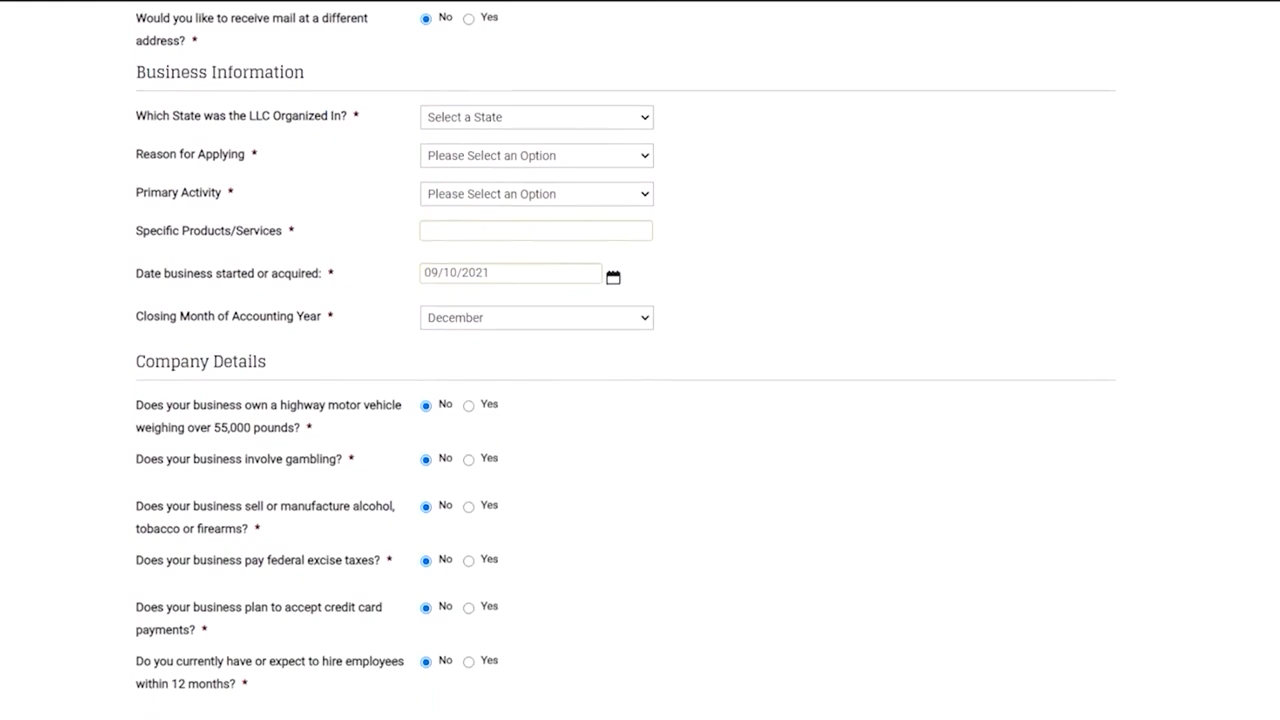 Would you like to receive mail at a different No Yes
address? *
Business Information
Which State was the LLC Organized In? * Select a State
Reason for Applying * Please Select an Option
Primary Activity * Please Select an Option
Specific Products/Services *
Date business started or acquired: * 09/10/2021
Closing Month of Accounting Year * December
Company Details
Does your business own a highway motor vehicle No Yes
weighing over 55,000 pounds? *
Does your business involve gambling? * No Yes
Does your business sell or manufacture alcohol, No Yes
tobacco or firearms? *
Does your business pay federal excise taxes? * No Yes
Does your business plan to accept credit card No Yes
payments? *
Do you currently have or expect to hire employees No Yes
within 12 months? *